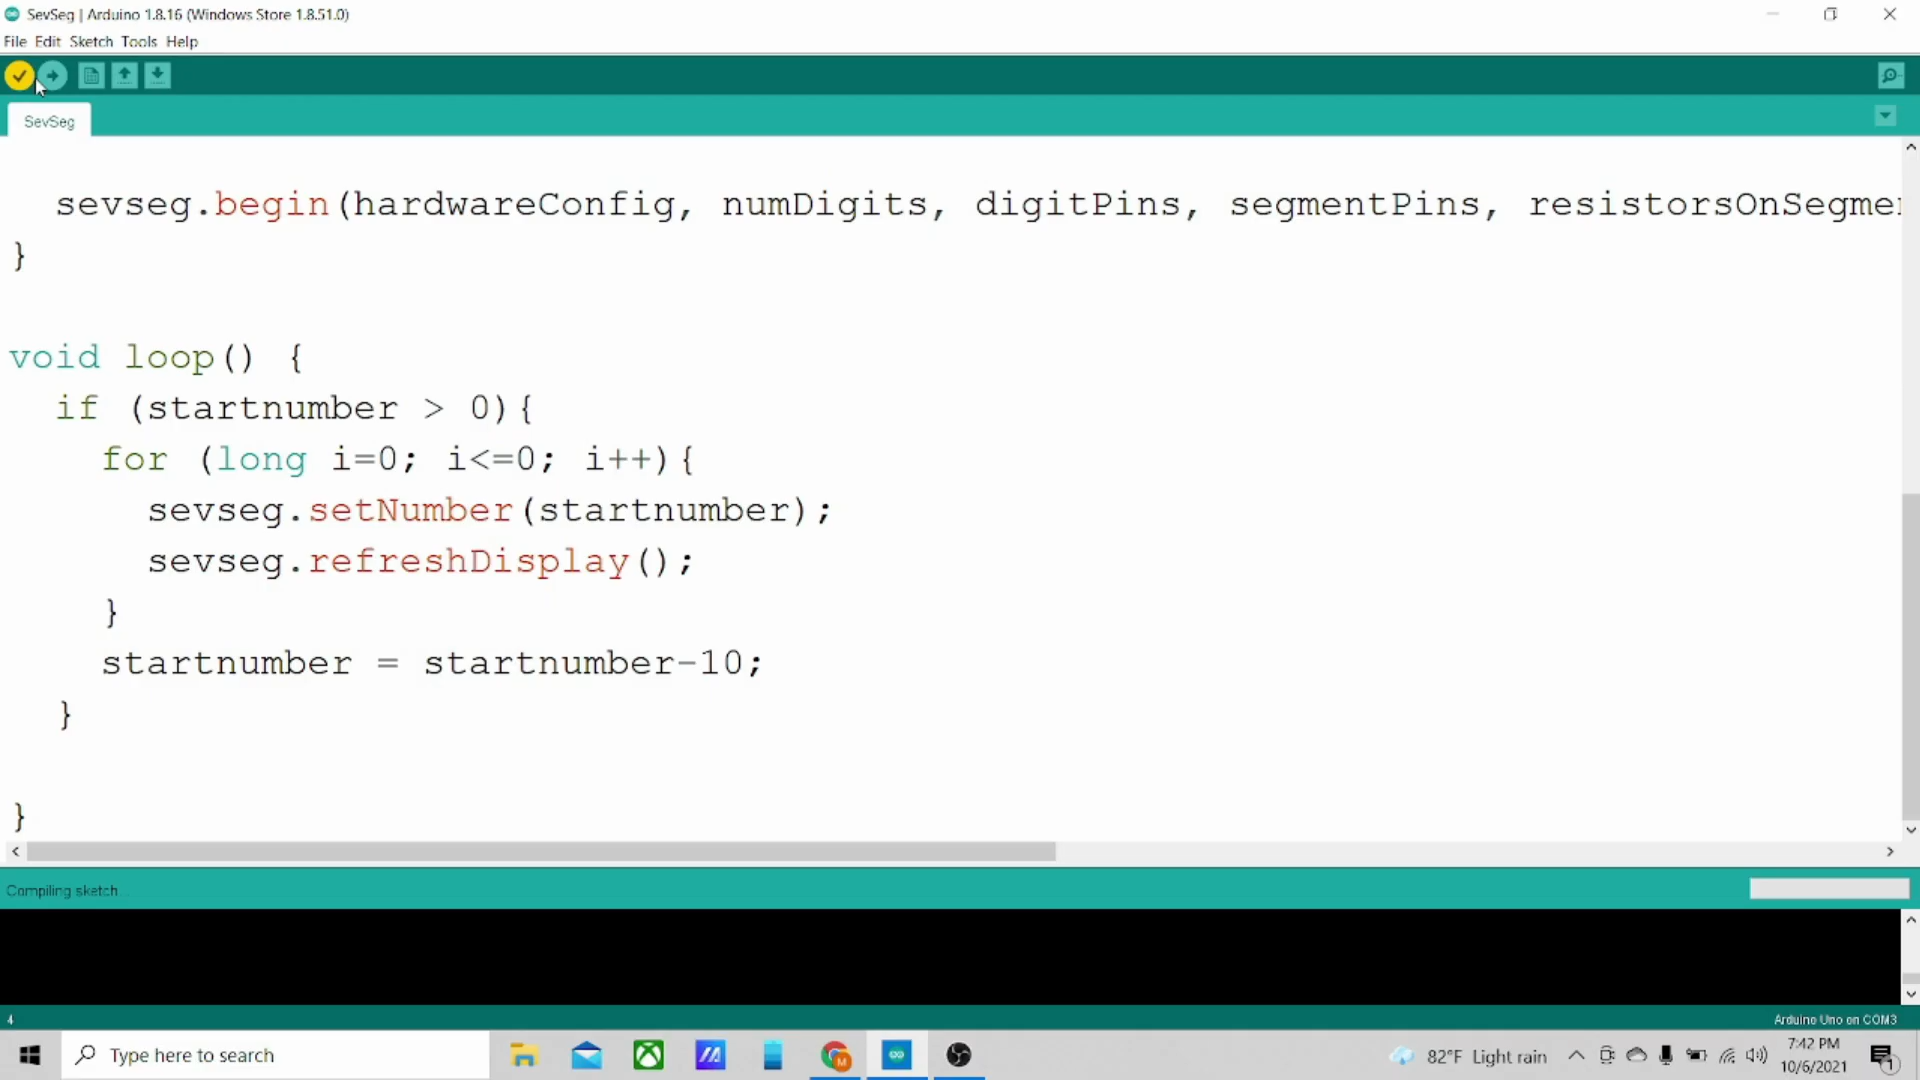 SevSeg | Arduino 1.8.16 (Windows Store 1.8.51.0)
File Edit Sketch Tools Help
SevSeg
sevseg.begin(hardwareConfig, numDigits, digitPins, segmentPins, resistorsOnSegme
}
void loop() {
if (startnumber > 0){
for (long i=0; i<=0; i++){
sevseg.setNumber(startnumber);
sevseg.refreshDisplay();
}
startnumber = startnumber-10;
}
}
Compiling sketch...
4
Arduino Uno on COM3
Type here to search
82°F Light rain
7:42 PM
10/6/2021
1